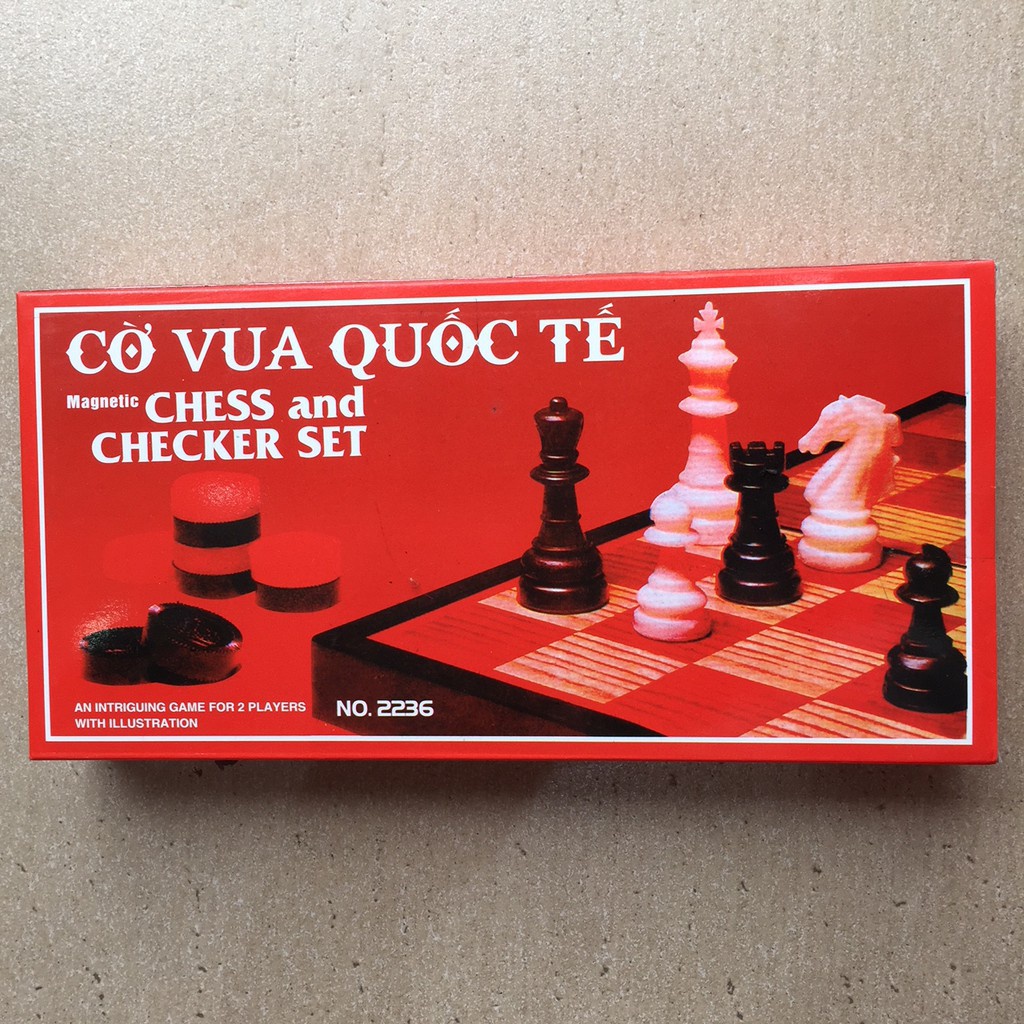 CỜ VUA QUỐC TẾ
Magnetic CHESS and
CHECKER SET
AN INTRIGUING GAME FOR 2 PLAYERS
WITH ILLUSTRATION
NO. 2236